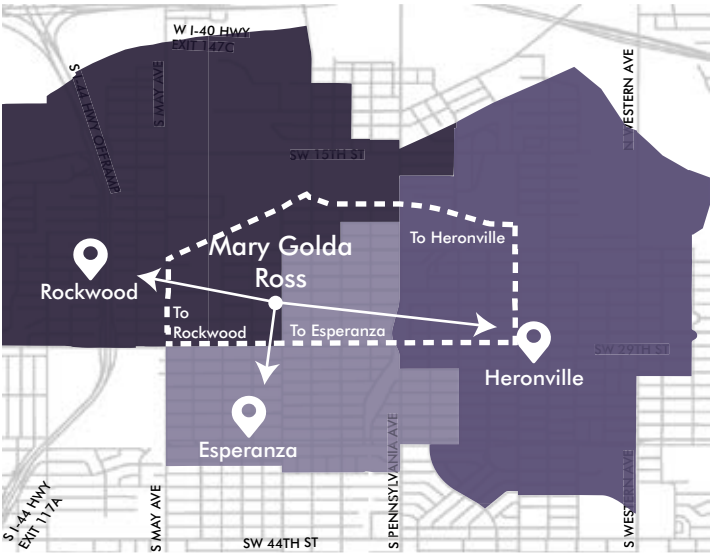 W I-40 HWY
EXIT 147C
S I-44 HWY OFFRAMP
S MAY AVE
N WESTERN AVE
SW 15TH ST
To Heronville
Mary Golda
Ross
Rockwood
To
Rockwood
To Esperanza
SW 29TH ST
Heronville
Esperanza
S PENNSYLVANIA AVE
S I-44 HWY
EXIT 117A
S MAY AVE
SW 44TH ST
S WESTERN AVE